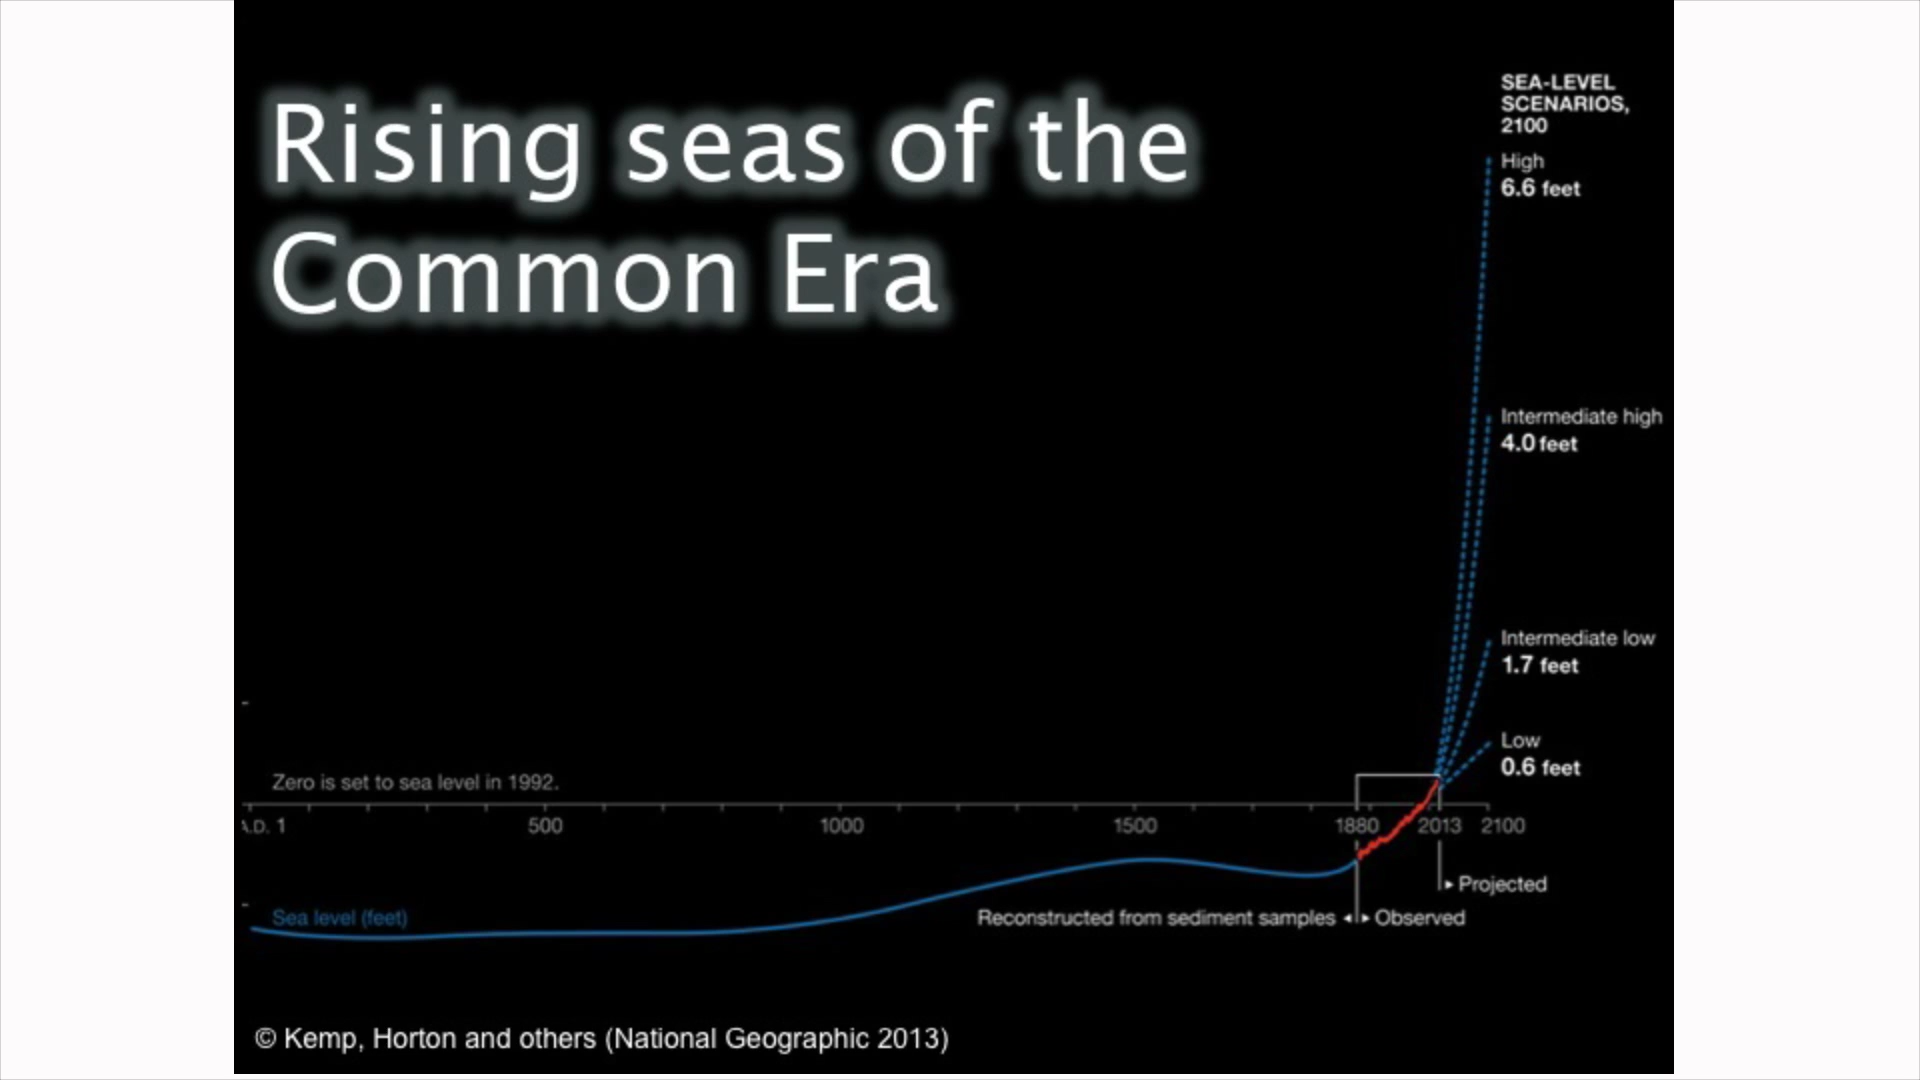 Rising seas of the
Common Era
SEA-LEVEL
SCENARIOS,
2100
High
6.6 feet
Intermediate high
4.0 feet
Intermediate low
1.7 feet
Low
0.6 feet
Zero is set to sea level in 1992.
A.D. 1 500 1000 1500 1880 2013 2100
Projected
Sea level (feet)
Reconstructed from sediment samples
Observed
© Kemp, Horton and others (National Geographic 2013)